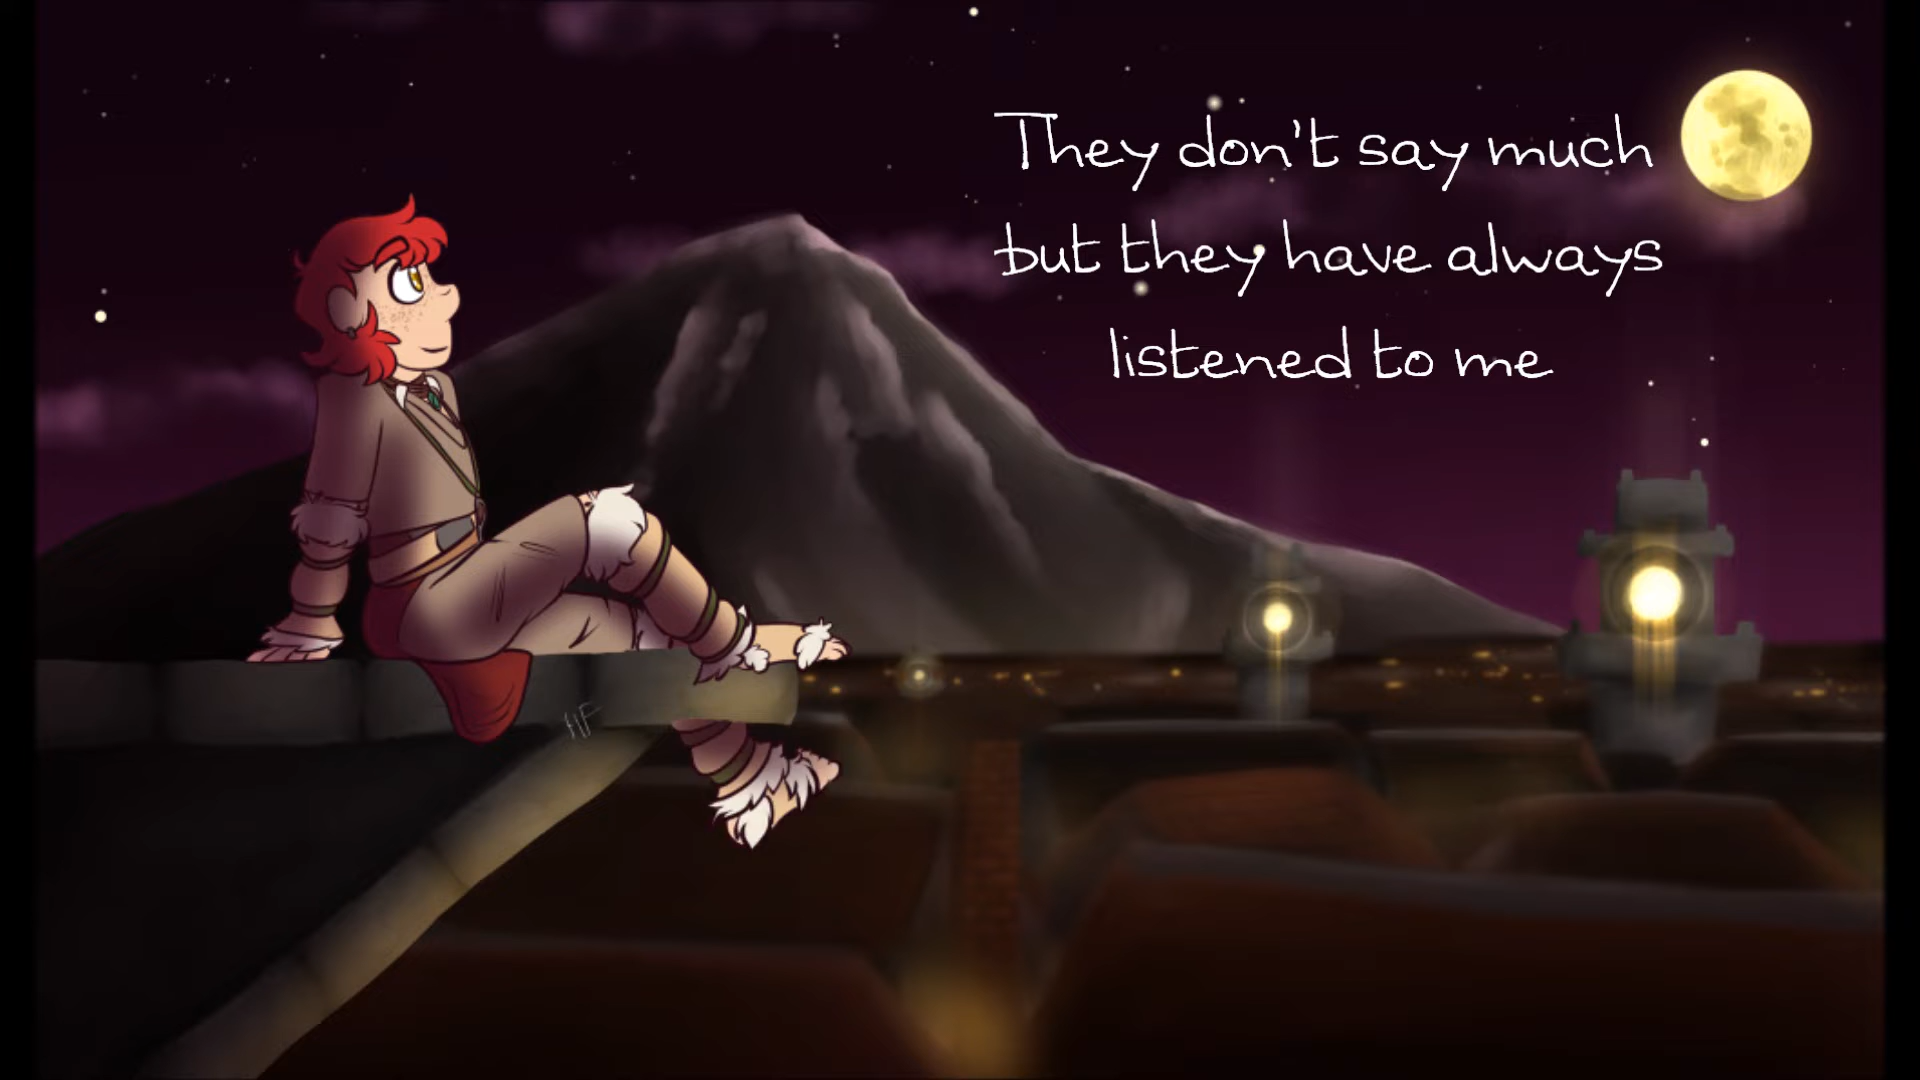 They don't say much
but they have always
listened to me